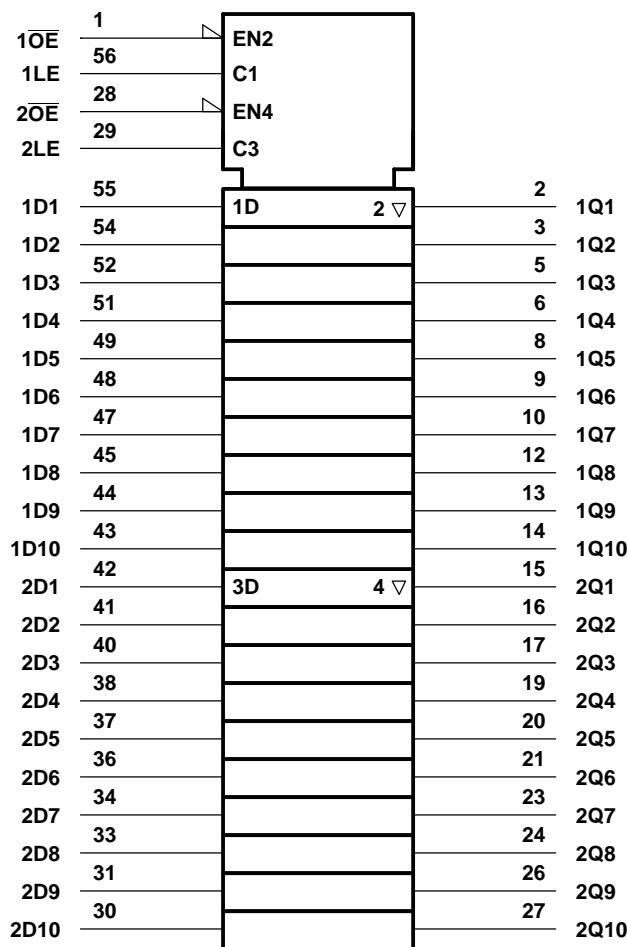 1O̅E̅ 1 EN2
1LE 56 C1
2O̅E̅ 28 EN4
2LE 29 C3
1D1 55 1D 2 ▽ 2 1Q1
1D2 54 3 1Q2
1D3 52 5 1Q3
1D4 51 6 1Q4
1D5 49 8 1Q5
1D6 48 9 1Q6
1D7 47 10 1Q7
1D8 45 12 1Q8
1D9 44 13 1Q9
1D10 43 14 1Q10
2D1 42 3D 4 ▽ 15 2Q1
2D2 41 16 2Q2
2D3 40 17 2Q3
2D4 38 19 2Q4
2D5 37 20 2Q5
2D6 36 21 2Q6
2D7 34 23 2Q7
2D8 33 24 2Q8
2D9 31 26 2Q9
2D10 30 27 2Q10